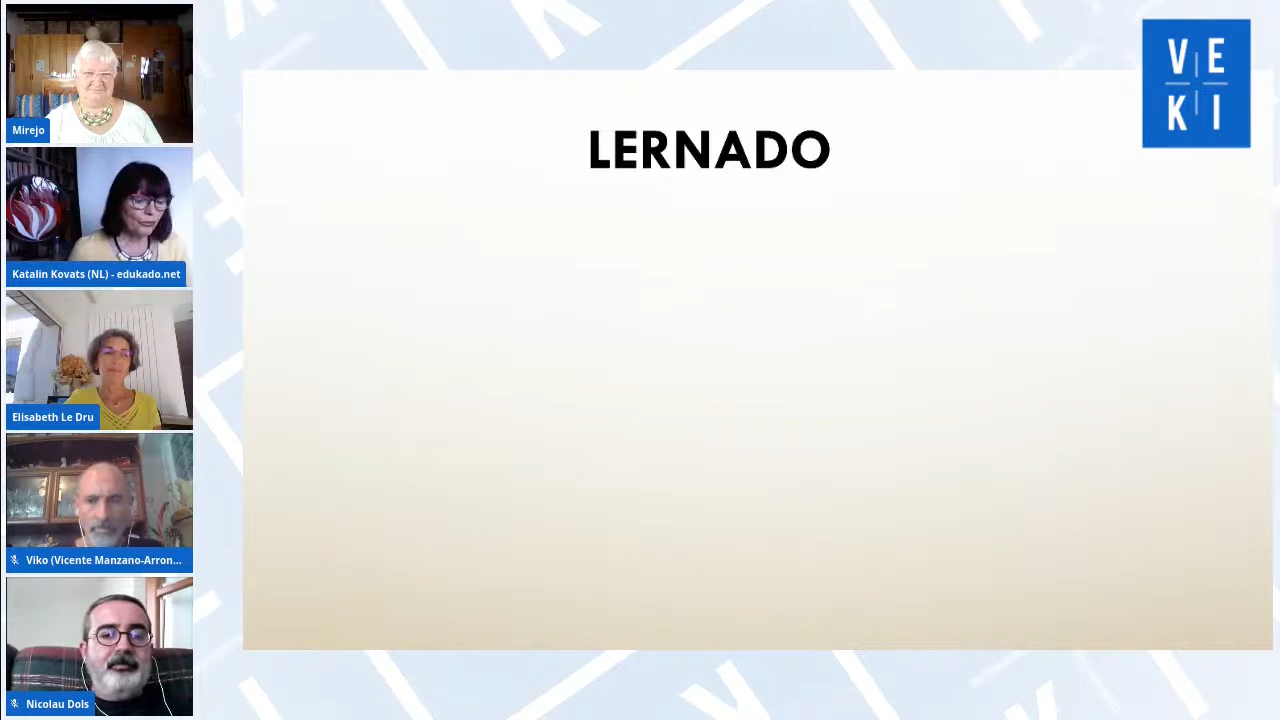 Mirejo
Katalin Kovats (NL) - edukado.net
Elisabeth Le Dru
Viko (Vicente Manzano-Arron...
Nicolau Dols
LERNADO
V E
K I